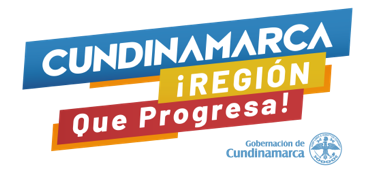 CUNDINAMARCA
¡REGIÓN
Que Progresa!
Gobernación de
Cundinamarca